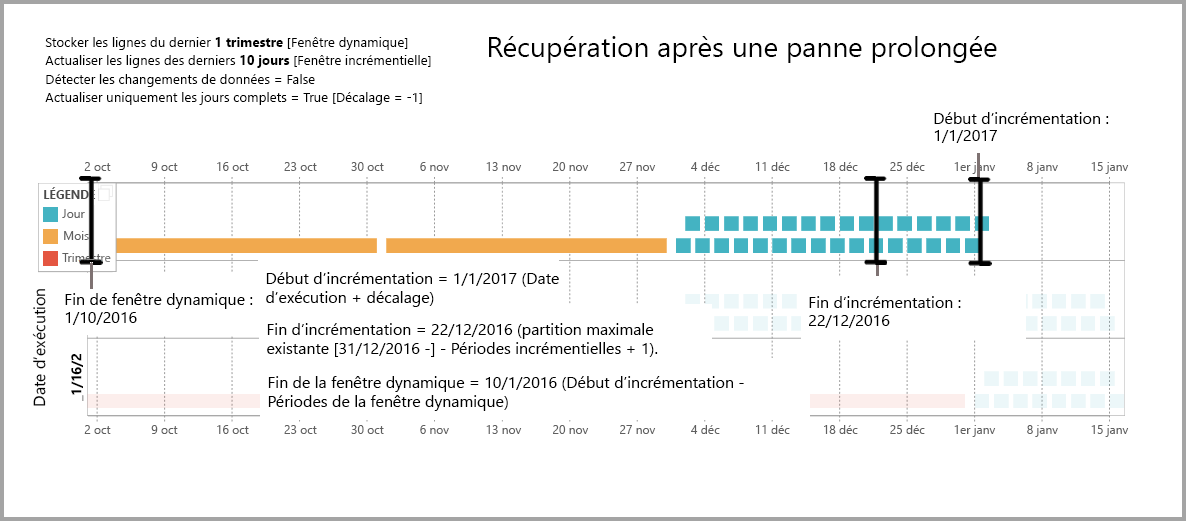 Stocker les lignes du dernier 1 trimestre [Fenêtre dynamique]
Actualiser les lignes des derniers 10 jours [Fenêtre incrémentielle]
Détecter les changements de données = False
Actualiser uniquement les jours complets = True [Décalage = -1]
Récupération après une panne prolongée
Début d'incrémentation :
1/1/2017
2 oct 9 oct 16 oct 23 oct 30 oct 6 nov 13 nov 20 nov 27 nov 4 déc 11 déc 18 déc 25 déc 1er janv 8 janv 15 janv
LÉGENDE
Jour
Mois
Trimestre
Fin de fenêtre dynamique :
1/10/2016
Début d'incrémentation = 1/1/2017 (Date
d'exécution + décalage)
Fin d'incrémentation = 22/12/2016 (partition maximale
existante [31/12/2016 -] - Périodes incrémentielles + 1).
Fin de la fenêtre dynamique = 10/1/2016 (Début d'incrémentation -
Périodes de la fenêtre dynamique)
Fin d'incrémentation :
22/12/2016
Date d'exécution
1/16/2
2 oct 9 oct 16 oct 23 oct 30 oct 6 nov 13 nov 20 nov 27 nov 4 déc 11 déc 18 déc 25 déc 1er janv 8 janv 15 janv